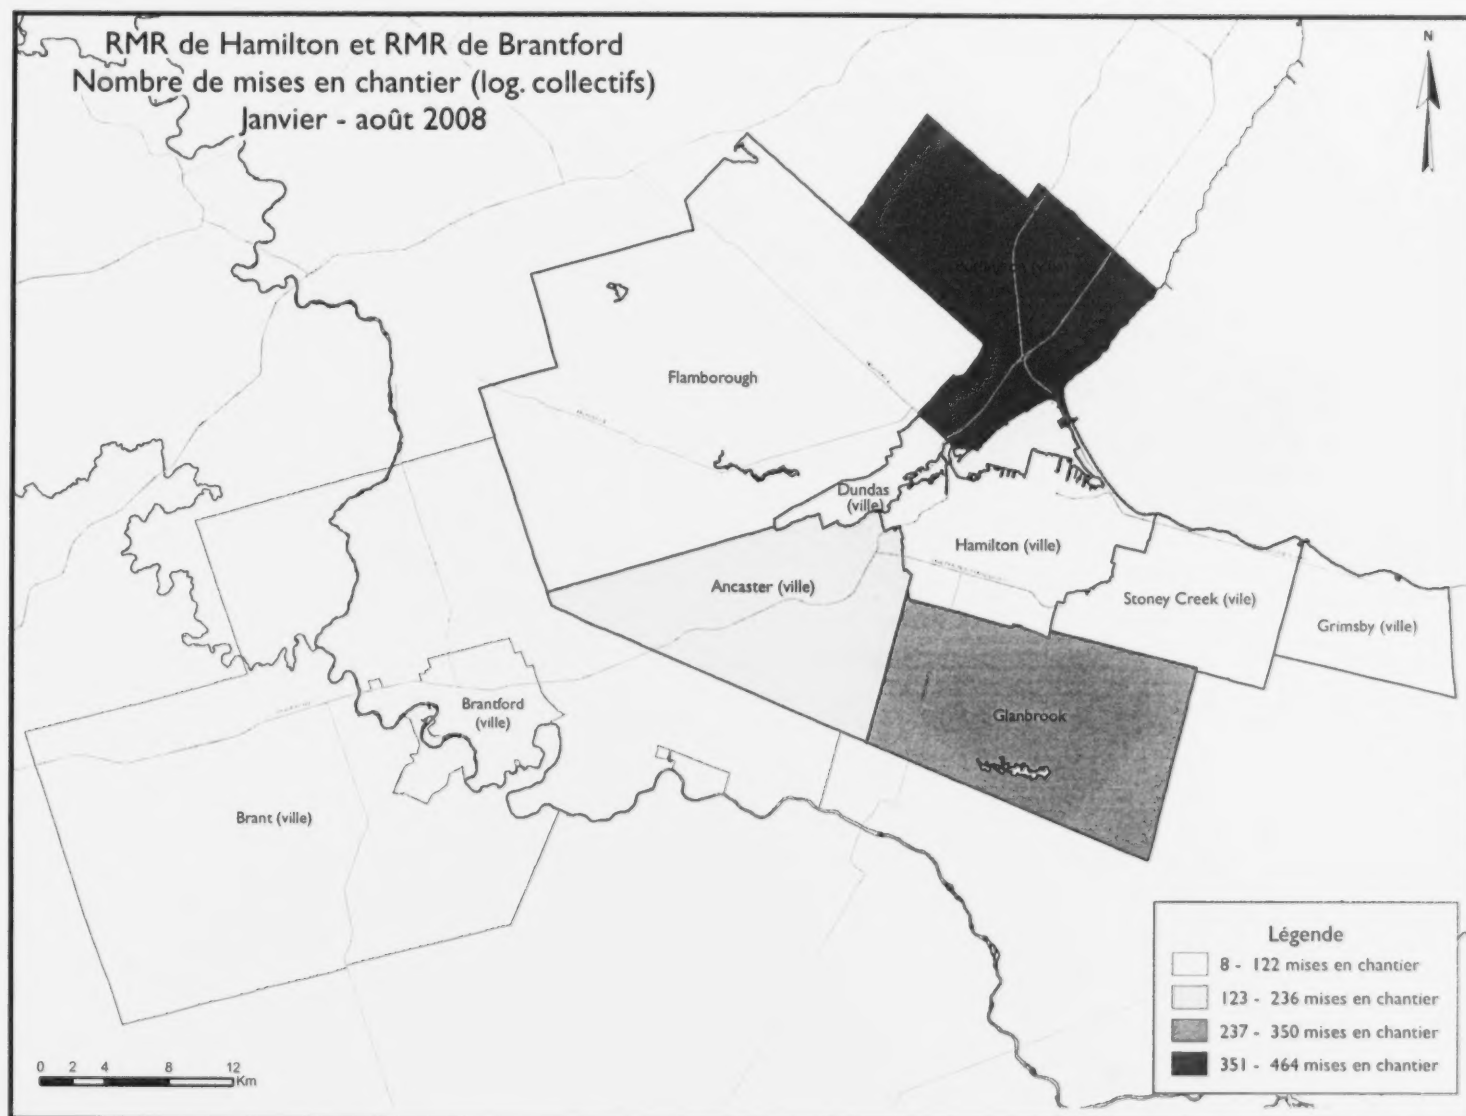 RMR de Hamilton et RMR de Brantford
Nombre de mises en chantier (log. collectifs)
Janvier - août 2008
N
Burlington (ville)
Flamborough
Dundas
(ville)
Hamilton (ville)
Ancaster (ville)
Stoney Creek (vile)
Grimsby (ville)
Brantford
(ville)
Glanbrook
Brant (ville)
Légende
8 - 122 mises en chantier
123 - 236 mises en chantier
237 - 350 mises en chantier
351 - 464 mises en chantier
0 2 4 8 12
Km